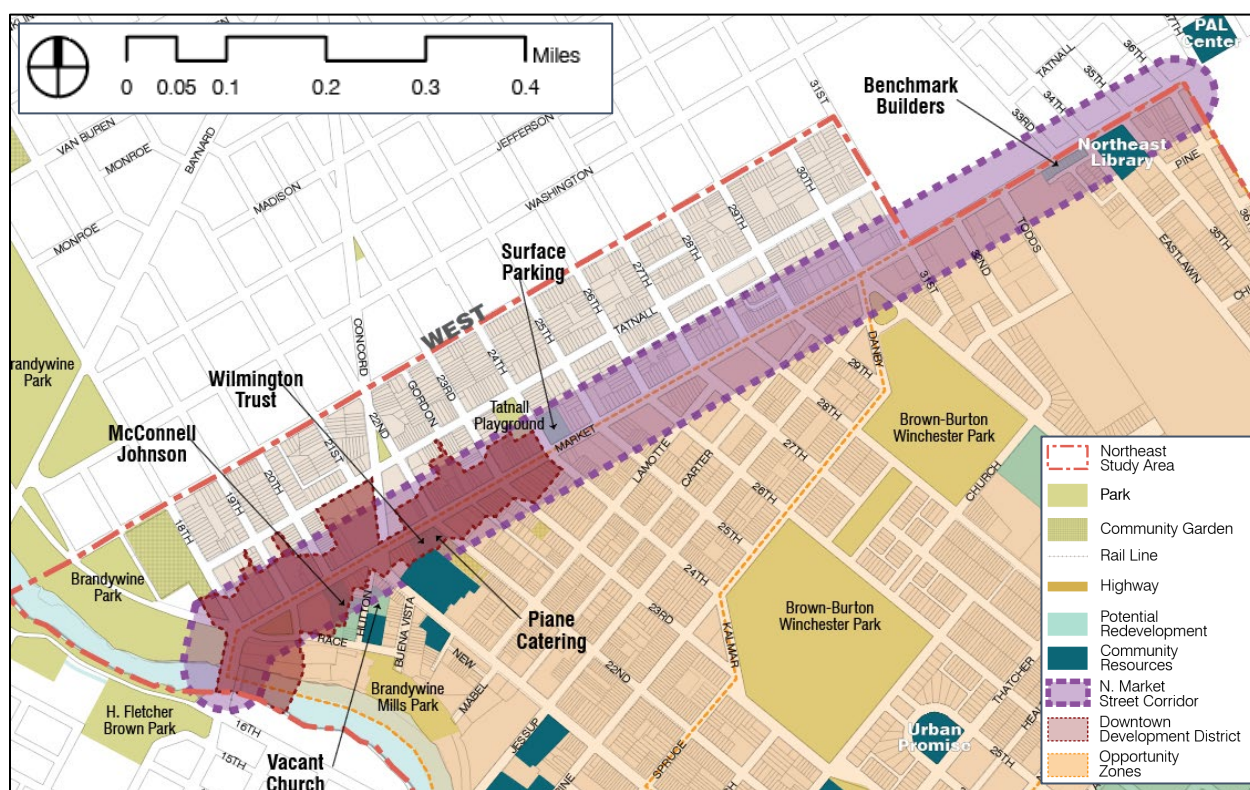 0 0.05 0.1 0.2 0.3 0.4
Miles
PAL
Center
37TH
36TH
TATNALL
35TH
34TH
33RD
Benchmark
Builders
31ST
Northeast
Library
PINE
VAN BUREN
MONROE
BAYNARD
JEFFERSON
MADISON
WASHINGTON
MONROE
30TH
29TH
28TH
27TH
26TH
25TH
TATNALL
24TH
Surface
Parking
WEST
CONCORD
23RD
GORDON
22ND
21ST
20TH
19TH
18TH
TODDS
32ND
31ST
EASTLAWN
35TH
36TH
Brandywine
Park
Wilmington
Trust
McConnell
Johnson
Tatnall
Playground
MARKET
DANBY
29TH
28TH
27TH
26TH
25TH
24TH
23RD
22ND
LAMOTTE
CARTER
Brown-Burton
Winchester Park
CHURCH
Brandywine
Park
HUTTON
RACE
BUENA VISTA
NEW
MABEL
Piane
Catering
KALMAR
Brown-Burton
Winchester Park
Brandywine
Mills Park
H. Fletcher
Brown Park
16TH
15TH
Vacant
Church
JESSUP
SPRUCE
Urban
Promise
THATCHER
25TH
Northeast
Study Area
Park
Community Garden
Rail Line
Highway
Potential
Redevelopment
Community
Resources
N. Market
Street Corridor
Downtown
Development District
Opportunity
Zones